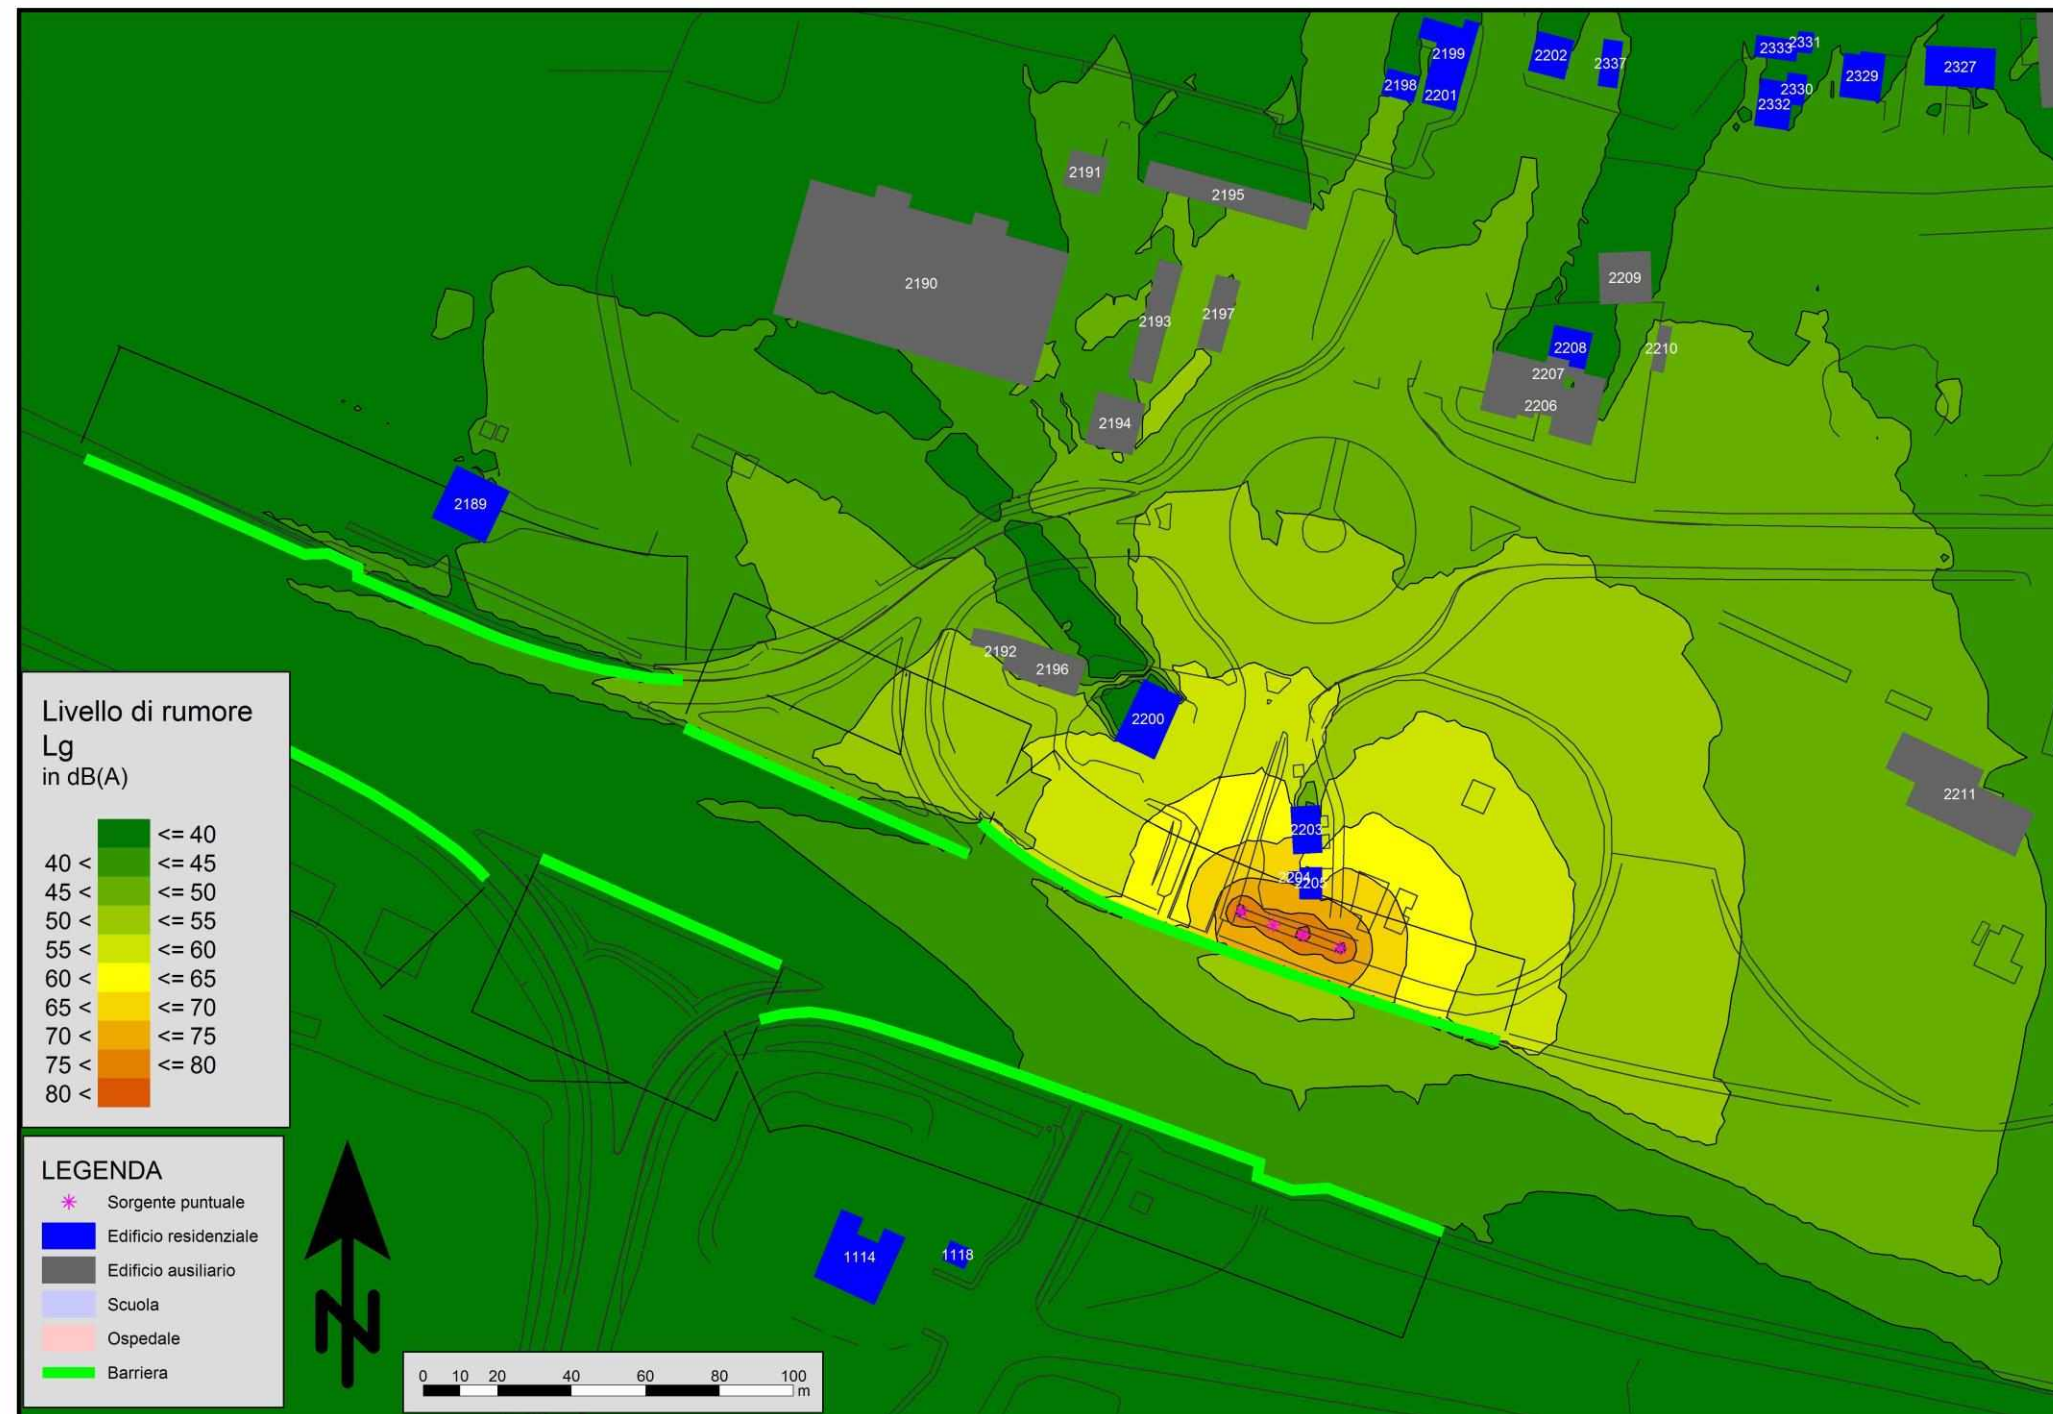 2199
2198
2201
2202
2337
2333
2331
2330
2332
2329
2327
2191
2195
2190
2193
2197
2194
2209
2208
2210
2207
2206
2189
2192
2196
2200
2203
2204
2205
2211
1114
1118
Livello di rumore
Lg
in dB(A)
<= 40
40 < <= 45
45 < <= 50
50 < <= 55
55 < <= 60
60 < <= 65
65 < <= 70
70 < <= 75
75 < <= 80
80 <
LEGENDA
Sorgente puntuale
Edificio residenziale
Edificio ausiliario
Scuola
Ospedale
Barriera
N
0 10 20 40 60 80 100
m